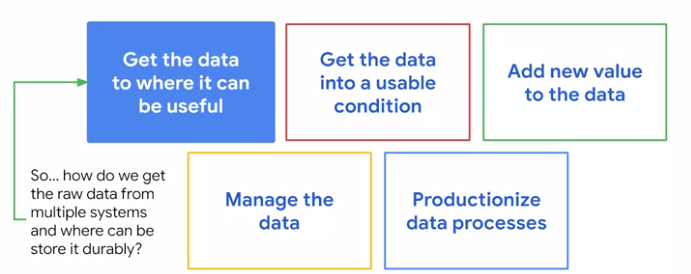 Get the data
to where it can
be useful
Get the data
into a usable
condition
Add new value
to the data
So... how do we get
the raw data from
multiple systems
and where can be
store it durably?
Manage the
data
Productionize
data processes